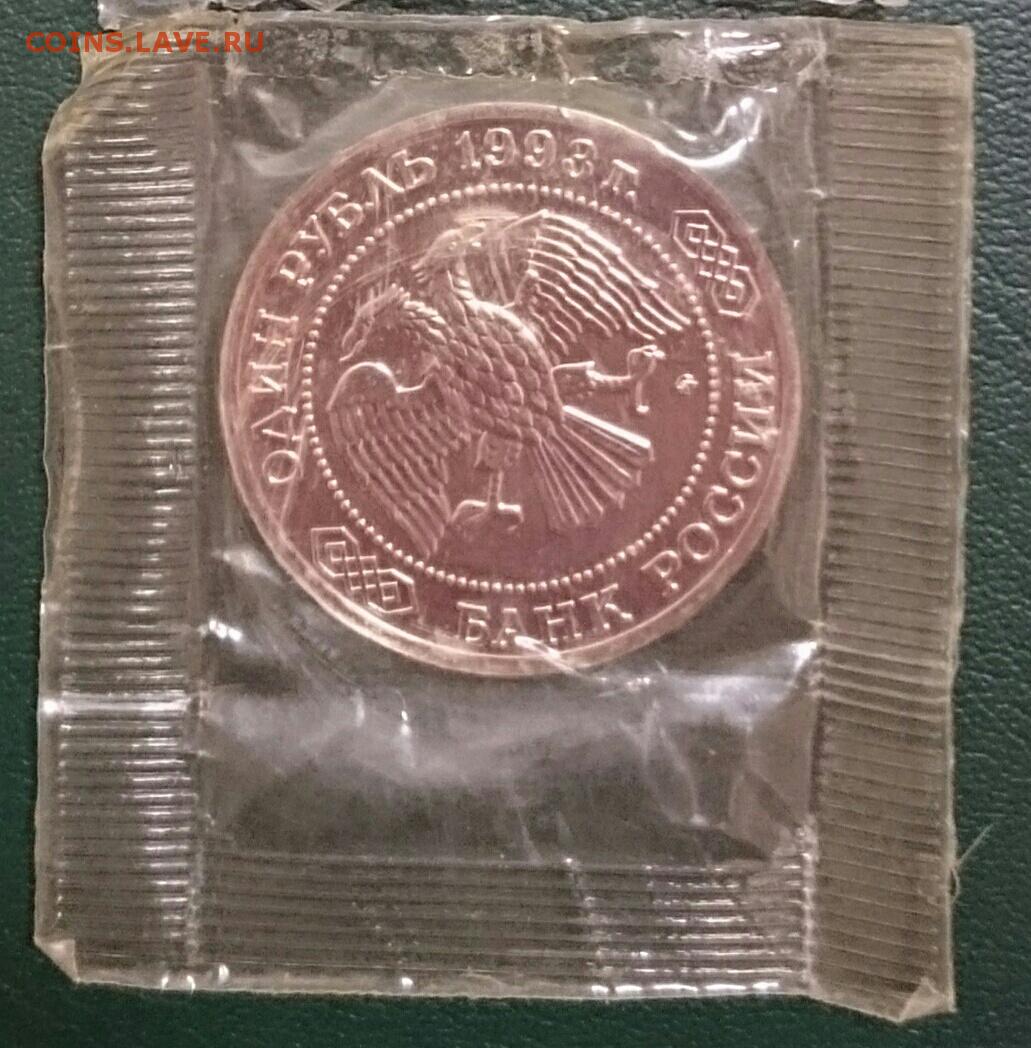 COINS.LAVE.RU
ОДИН РУБЛЬ 1993 г.
БАНК РОССИИ